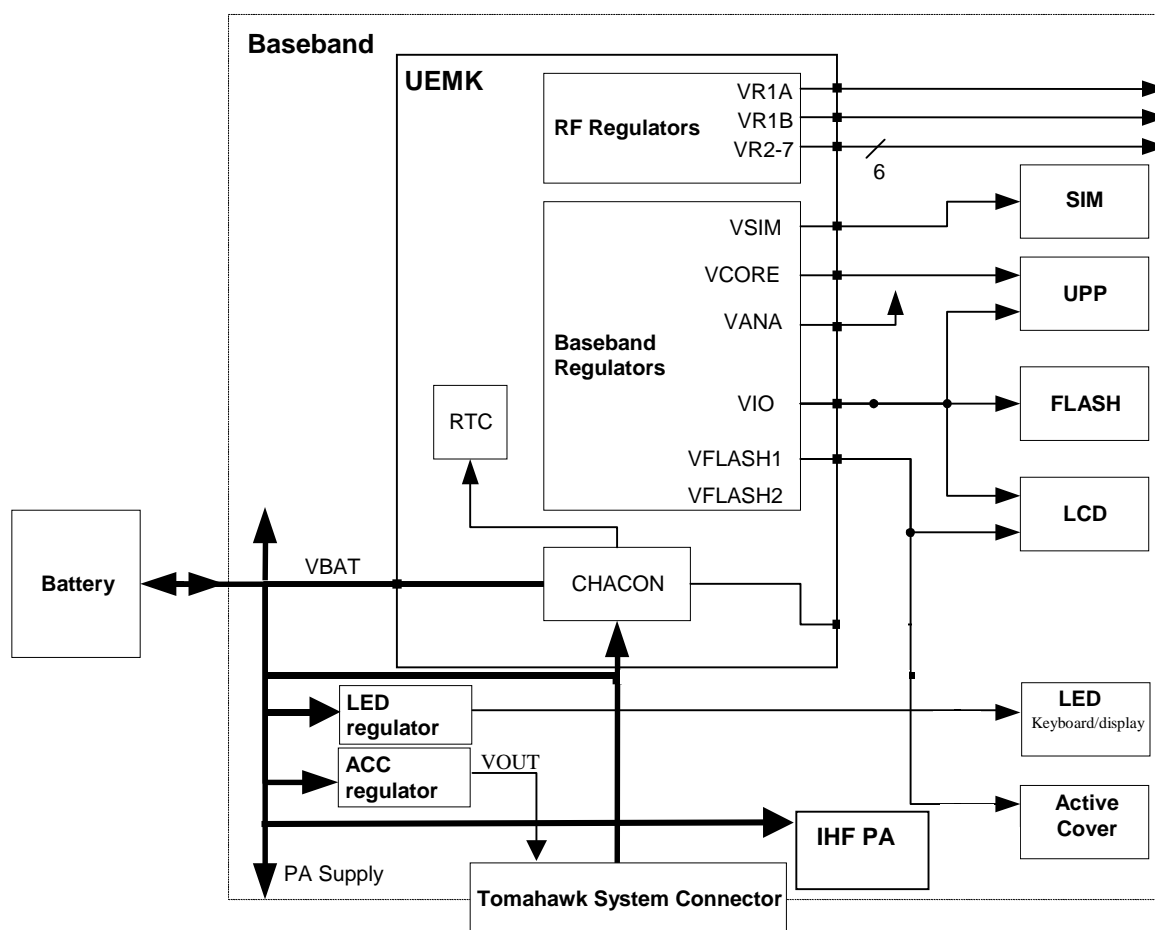 Baseband
UEMK
RF Regulators
VR1A
VR1B
VR2-7
6
SIM
VSIM
VCORE
UPP
VANA
Baseband
Regulators
VIO
FLASH
RTC
VFLASH1
VFLASH2
LCD
Battery
VBAT
CHACON
LED
regulator
LED
Keyboard/display
ACC
regulator
VOUT
Active
Cover
IHF PA
PA Supply
Tomahawk System Connector